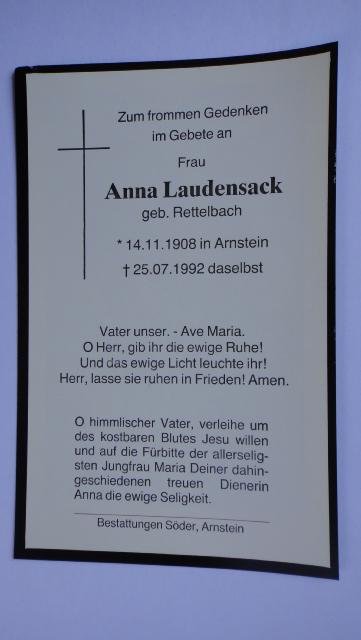 Zum frommen Gedenken
im Gebete an
Frau
Anna Laudensack
geb. Rettelbach
* 14.11.1908 in Arnstein
† 25.07.1992 daselbst
Vater unser. - Ave Maria.
O Herr, gib ihr die ewige Ruhe!
Und das ewige Licht leuchte ihr!
Herr, lasse sie ruhen in Frieden! Amen.
O himmlischer Vater, verleihe um
des kostbaren Blutes Jesu willen
und auf die Fürbitte der allerselig-
sten Jungfrau Maria Deiner dahin-
geschiedenen treuen Dienerin
Anna die ewige Seligkeit.
Bestattungen Söder, Arnstein